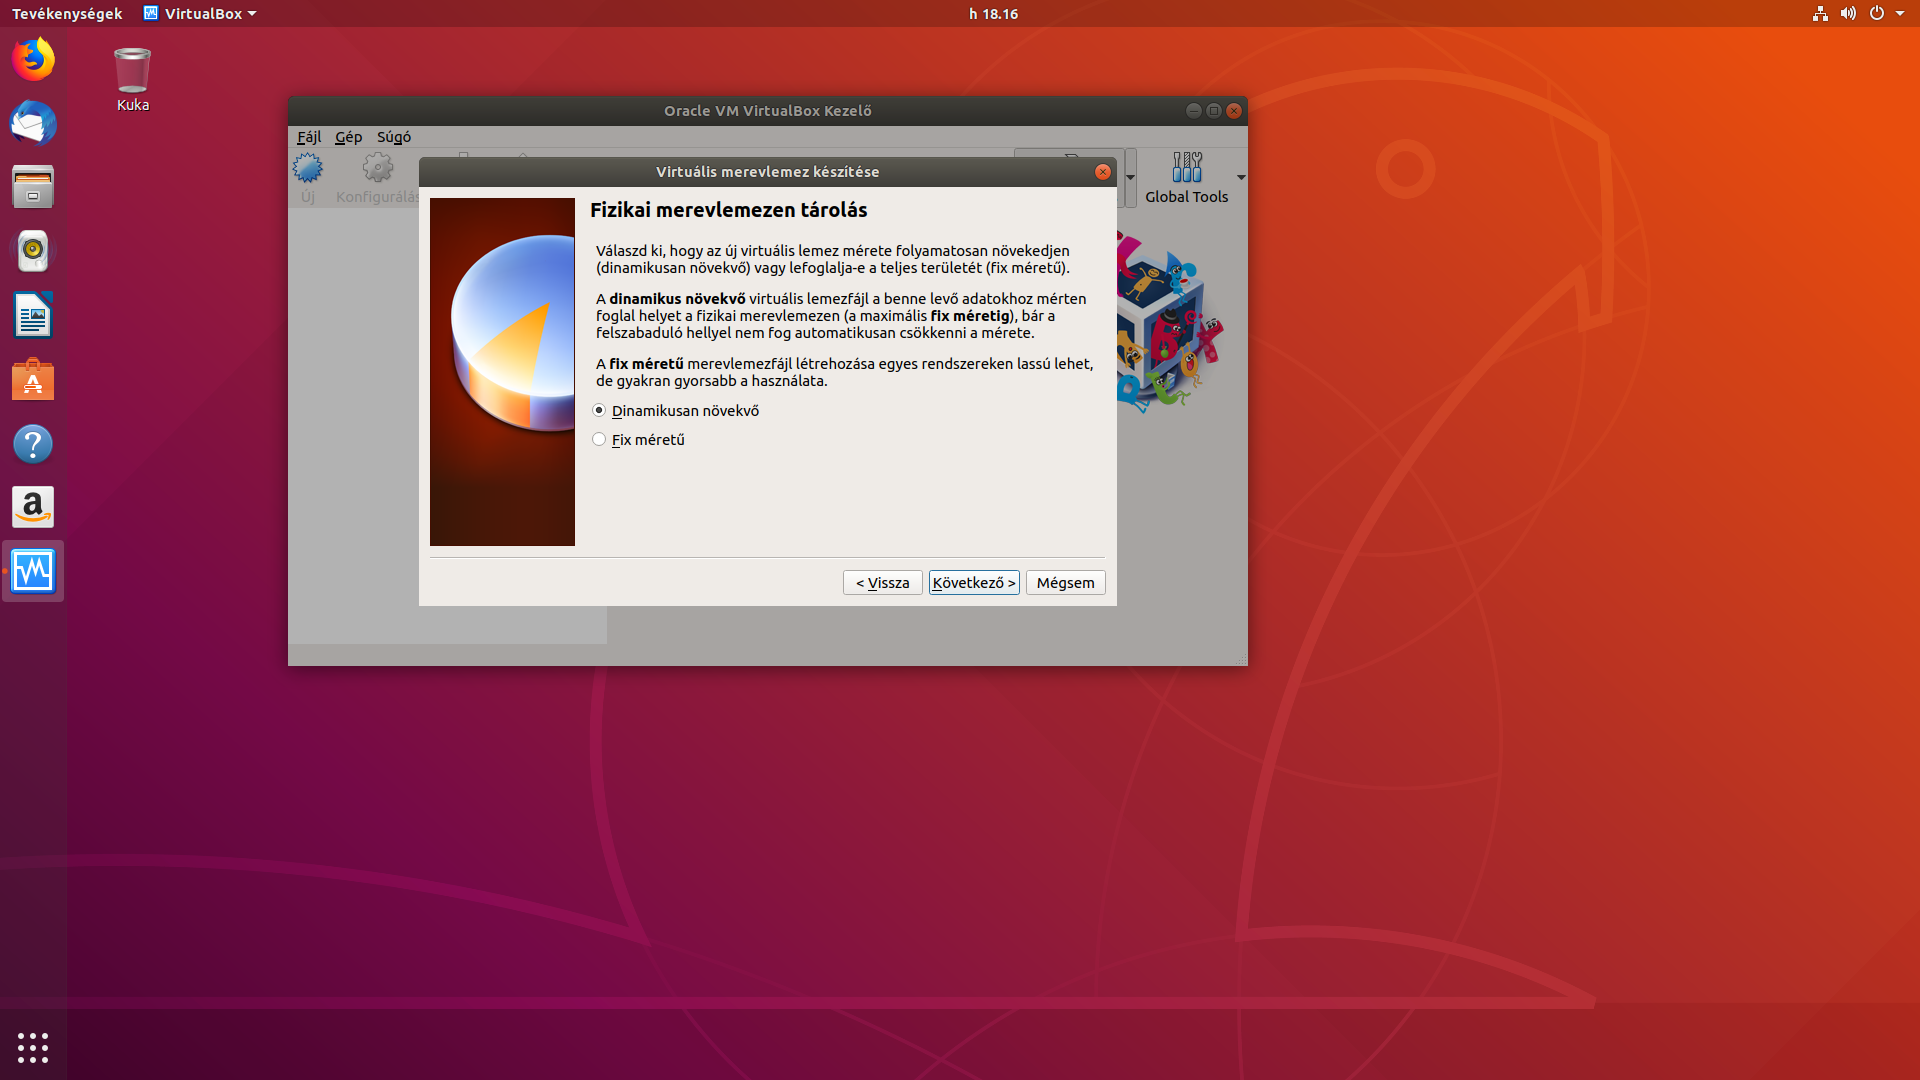 Tevékenységek VirtualBox h 18.16
Kuka
Oracle VM VirtualBox Kezelő
Fájl Gép Súgó
Új Konfigurálás Global Tools
Virtuális merevlemez készítése
Fizikai merevlemezen tárolás
Válaszd ki, hogy az új virtuális lemez mérete folyamatosan növekedjen
(dinamikusan növekvő) vagy lefoglalja-e a teljes területét (fix méretű).
A dinamikus növekvő virtuális lemezfájl a benne levő adatokhoz mérten
foglal helyet a fizikai merevlemezen (a maximális fix méretig), bár a
felszabaduló hellyel nem fog automatikusan csökkenni a mérete.
A fix méretű merevlemezfájl létrehozása egyes rendszereken lassú lehet,
de gyakran gyorsabb a használata.
Dinamikusan növekvő
Fix méretű
< Vissza Következő > Mégsem